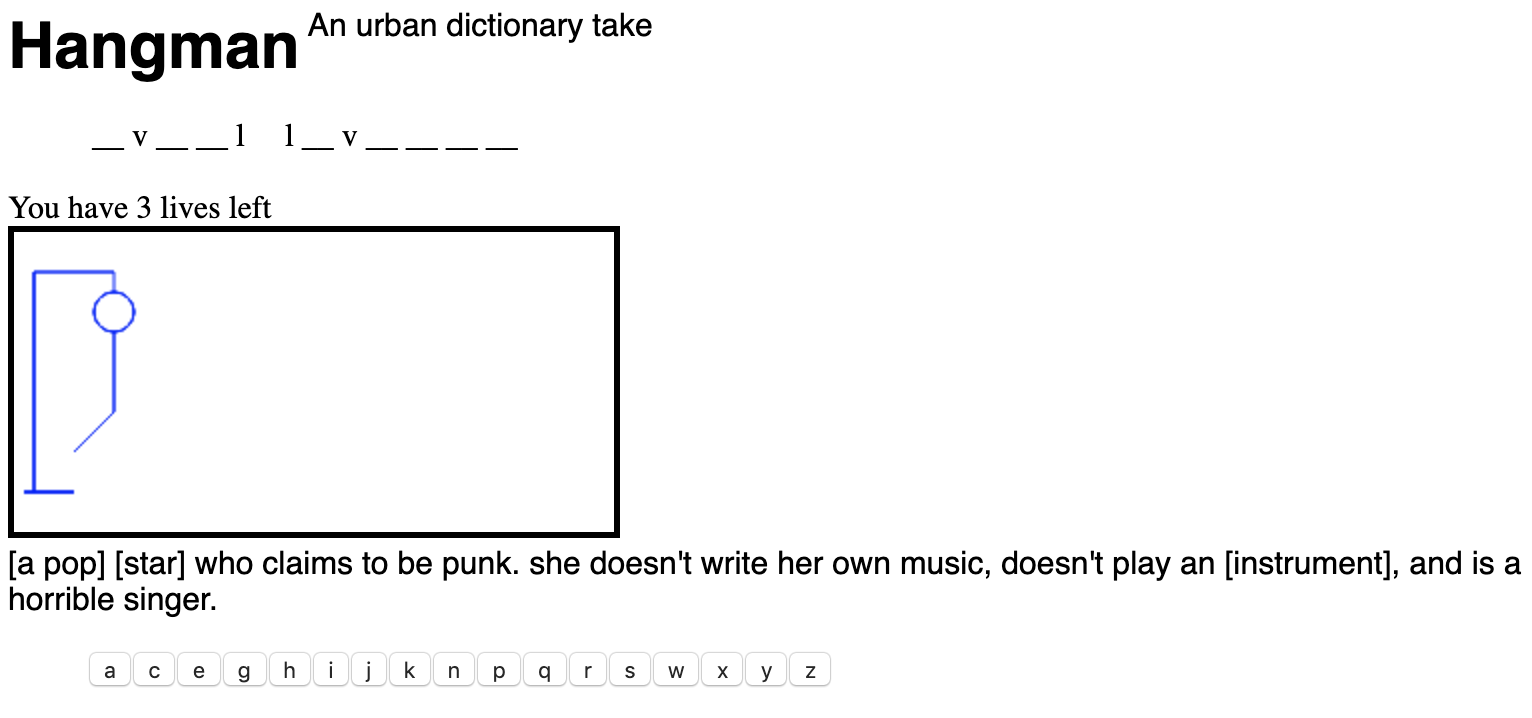 Hangman An urban dictionary take
__ v __ __ l l __ v __ __ __ __
You have 3 lives left
[a pop] [star] who claims to be punk. she doesn't write her own music, doesn't play an [instrument], and is a
horrible singer.
a c e g h i j k n p q r s w x y z